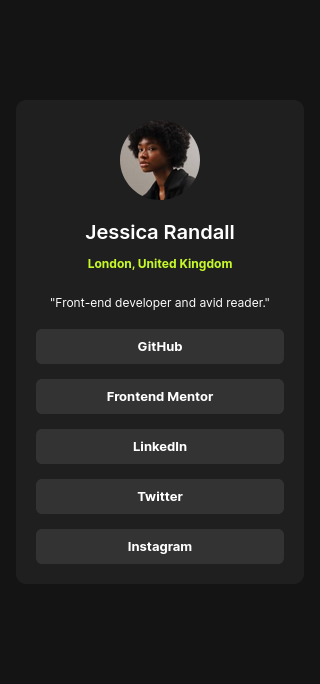 Jessica Randall
London, United Kingdom
"Front-end developer and avid reader."
GitHub
Frontend Mentor
LinkedIn
Twitter
Instagram